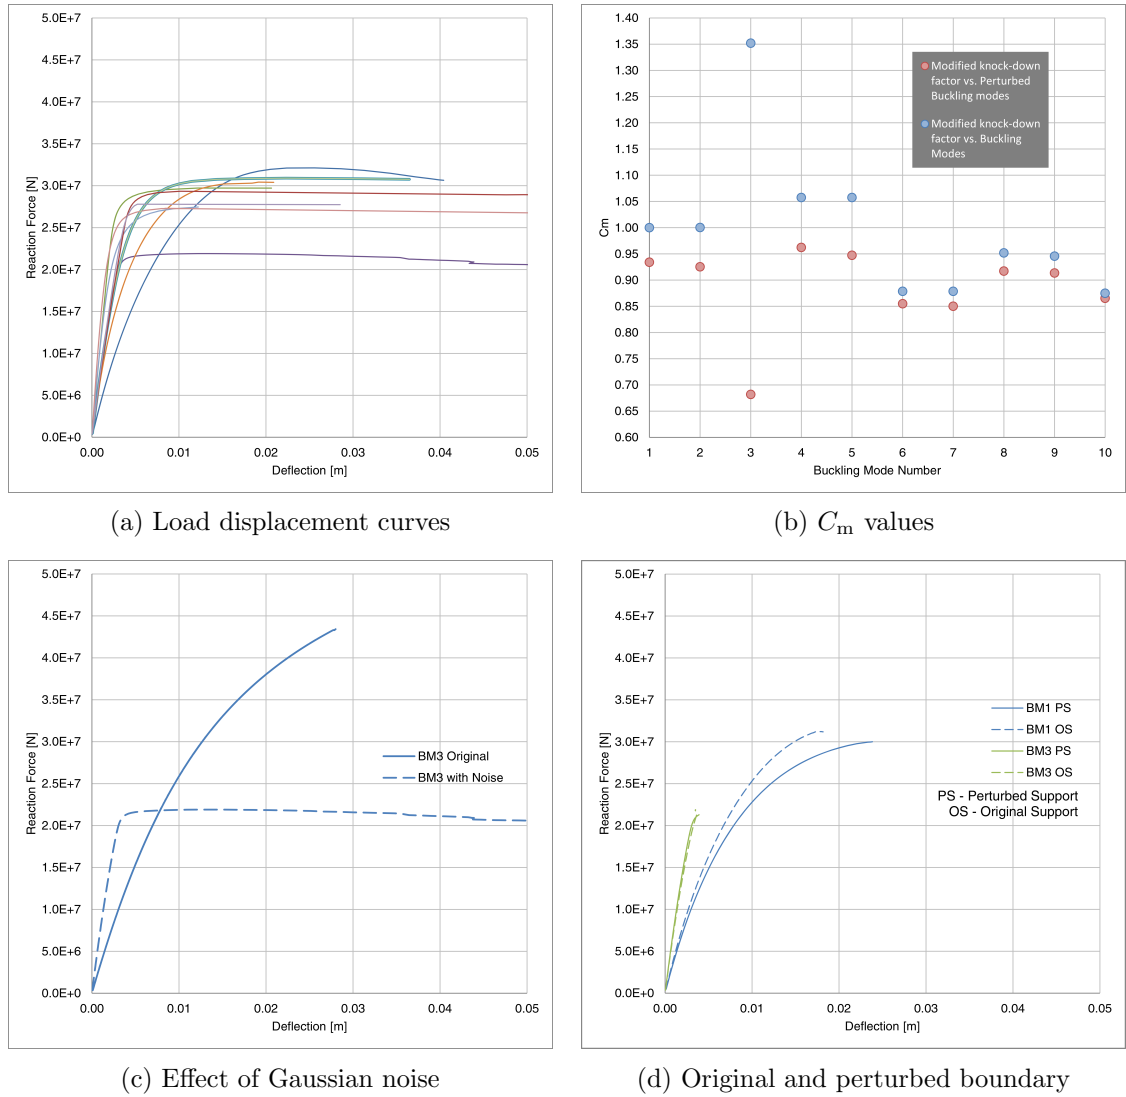 5.0E+7
4.5E+7
4.0E+7
3.5E+7
3.0E+7
2.5E+7
2.0E+7
1.5E+7
1.0E+7
5.0E+6
0.0E+0
Reaction Force [N]
0.00 0.01 0.02 0.03 0.04 0.05
Deflection [m]
(a) Load displacement curves
1.40
1.35
1.30
1.25
1.20
1.15
1.10
1.05
1.00
0.95
0.90
0.85
0.80
0.75
0.70
0.65
0.60
Cm
Modified knock-down
factor vs. Perturbed
Buckling modes
Modified knock-down
factor vs. Buckling
Modes
1 2 3 4 5 6 7 8 9 10
Buckling Mode Number
(b) Cm values
5.0E+7
4.5E+7
4.0E+7
3.5E+7
3.0E+7
2.5E+7
2.0E+7
1.5E+7
1.0E+7
5.0E+6
0.0E+0
Reaction Force [N]
BM3 Original
BM3 with Noise
0.00 0.01 0.02 0.03 0.04 0.05
Deflection [m]
(c) Effect of Gaussian noise
5.0E+7
4.5E+7
4.0E+7
3.5E+7
3.0E+7
2.5E+7
2.0E+7
1.5E+7
1.0E+7
5.0E+6
0.0E+0
Reaction Force [N]
BM1 PS
BM1 OS
BM3 PS
BM3 OS
PS - Perturbed Support
OS - Original Support
0.00 0.01 0.02 0.03 0.04 0.05
Deflection [m]
(d) Original and perturbed boundary